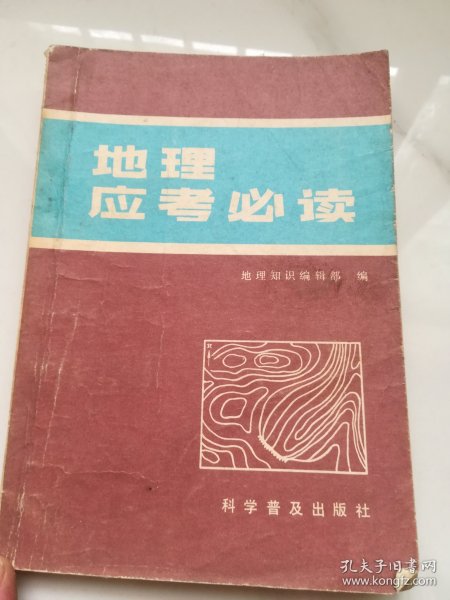 地理
应考必读
地理知识编辑部 编
科学普及出版社
孔夫子旧书网
www.kongfz.com